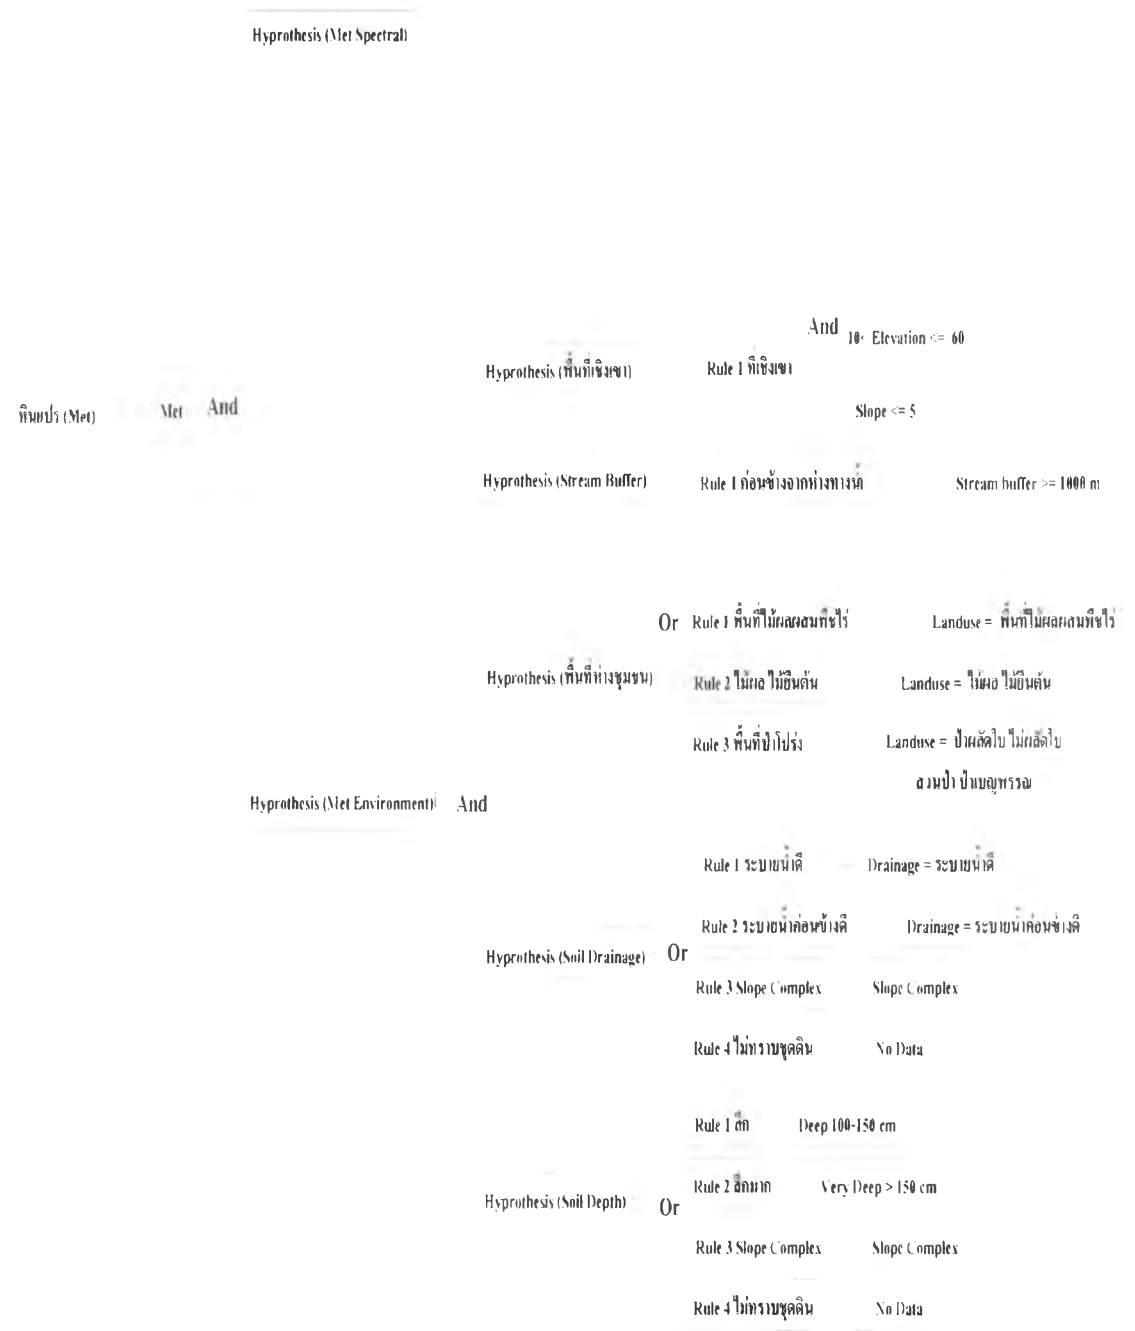 Hyprothesis (Met Spectral)
And 10< Elevation <= 60
Hyprothesis (พื้นที่เชิงเขา) Rule 1 ที่เชิงเขา
หินแปร (Met) Met And
Slope <= 5
Hyprothesis (Stream Buffer) Rule 1 ค่อนข้างจากห่างทางน้ำ Stream buffer >= 1000 m
Or Rule 1 พื้นที่ไม้ผลผสมพืชไร่ Landuse = พื้นที่ไม้ผลผสมพืชไร่
Hyprothesis (พื้นที่ห่างชุมชน) Rule 2 ไม้ผล ไม้ยืนต้น Landuse = ไม้ผล ไม้ยืนต้น
Rule 3 พื้นที่ป่าโปร่ง Landuse = ป่าผลัดใบ ไม่ผลัดใบ
สวนป่า ป่าเบญพรรณ
Hyprothesis (Met Environment) And
Rule 1 ระบายน้ำดี Drainage = ระบายน้ำดี
Rule 2 ระบายน้ำค่อนข้างดี Drainage = ระบายน้ำค่อนข้างดี
Hyprothesis (Soil Drainage) Or
Rule 3 Slope Complex Slope Complex
Rule 4 ไม่ทราบชุดดิน No Data
Rule 1 ลึก Deep 100-150 cm
Rule 2 ลึกมาก Very Deep > 150 cm
Hyprothesis (Soil Depth) Or
Rule 3 Slope Complex Slope Complex
Rule 4 ไม่ทราบชุดดิน No Data